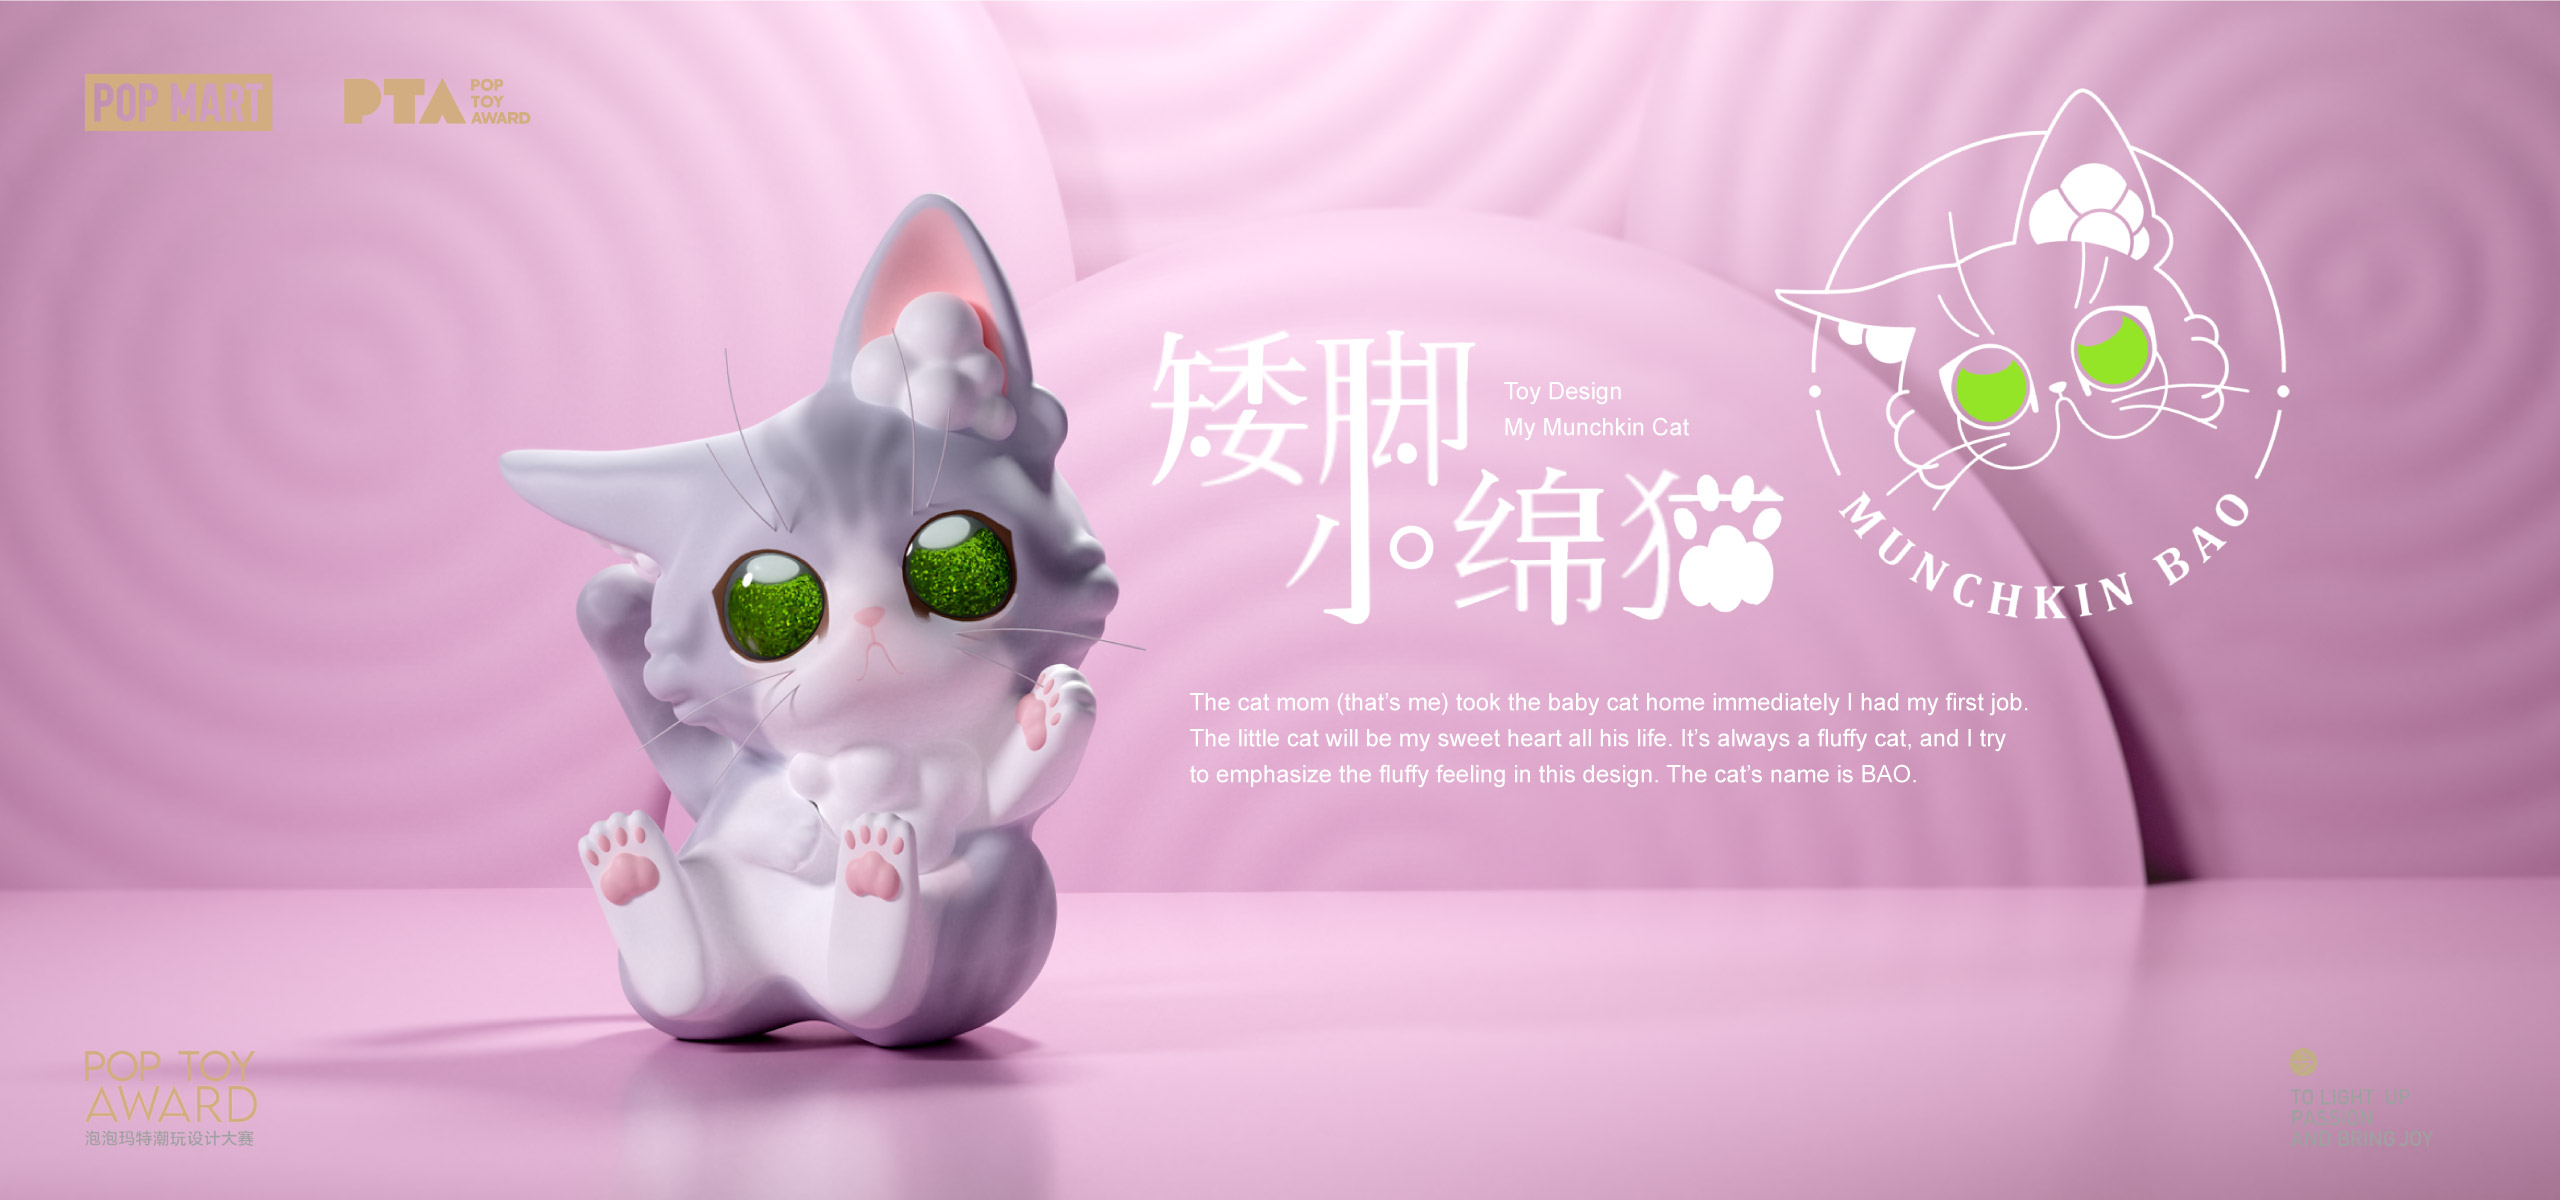 POP MART
PTA
POP
TOY
AWARD
矮脚
小绵猫
Toy Design
My Munchkin Cat
MUNCHKIN BAO
The cat mom (that’s me) took the baby cat home immediately I had my first job.
The little cat will be my sweet heart all his life. It’s always a fluffy cat, and I try
to emphasize the fluffy feeling in this design. The cat’s name is BAO.
POP TOY
AWARD
泡泡玛特潮玩设计大赛
TO LIGHT UP
PASSION
AND BRING JOY